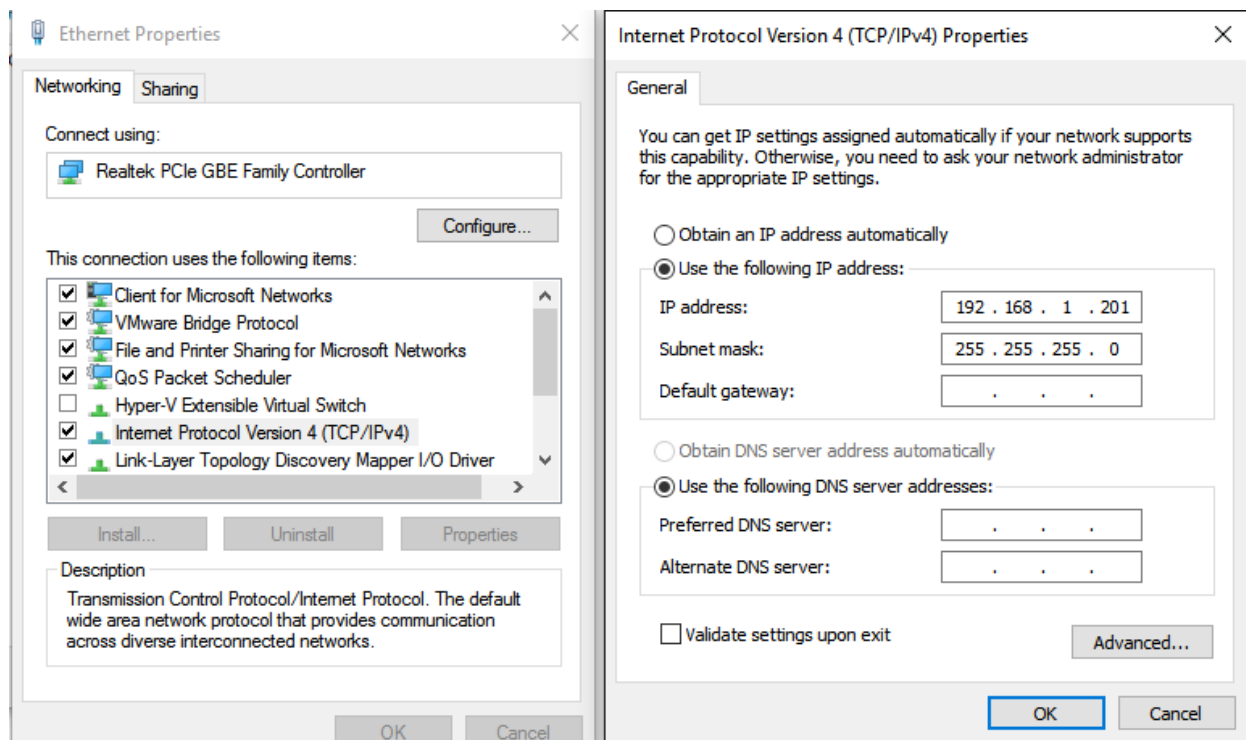 Ethernet Properties
Networking
Sharing
Connect using:
Realtek PCIe GBE Family Controller
Configure...
This connection uses the following items:
Client for Microsoft Networks
VMware Bridge Protocol
File and Printer Sharing for Microsoft Networks
QoS Packet Scheduler
Hyper-V Extensible Virtual Switch
Internet Protocol Version 4 (TCP/IPv4)
Link-Layer Topology Discovery Mapper I/O Driver
Install...
Uninstall
Properties
Description
Transmission Control Protocol/Internet Protocol. The default
wide area network protocol that provides communication
across diverse interconnected networks.
OK
Cancel
Internet Protocol Version 4 (TCP/IPv4) Properties
General
You can get IP settings assigned automatically if your network supports
this capability. Otherwise, you need to ask your network administrator
for the appropriate IP settings.
Obtain an IP address automatically
Use the following IP address:
IP address:
192 . 168 . 1 . 201
Subnet mask:
255 . 255 . 255 . 0
Default gateway:
. . .
Obtain DNS server address automatically
Use the following DNS server addresses:
Preferred DNS server:
. . .
Alternate DNS server:
. . .
Validate settings upon exit
Advanced...
OK
Cancel